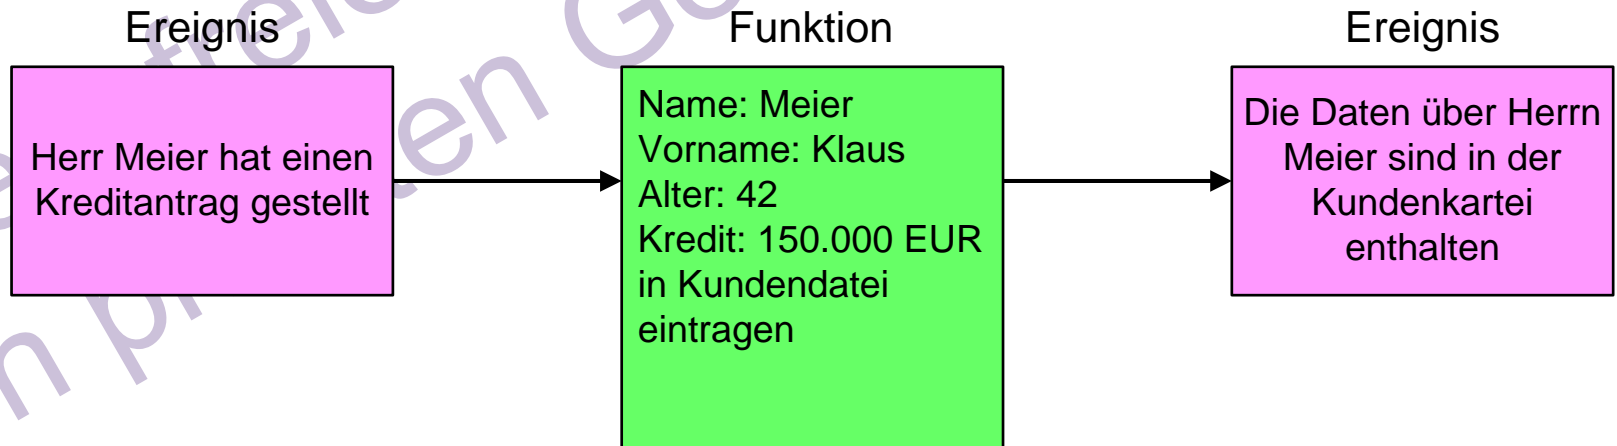 Ereignis
Herr Meier hat einen
Kreditantrag gestellt
Funktion
Name: Meier
Vorname: Klaus
Alter: 42
Kredit: 150.000 EUR
in Kundendatei
eintragen
Ereignis
Die Daten über Herrn
Meier sind in der
Kundenkartei
enthalten